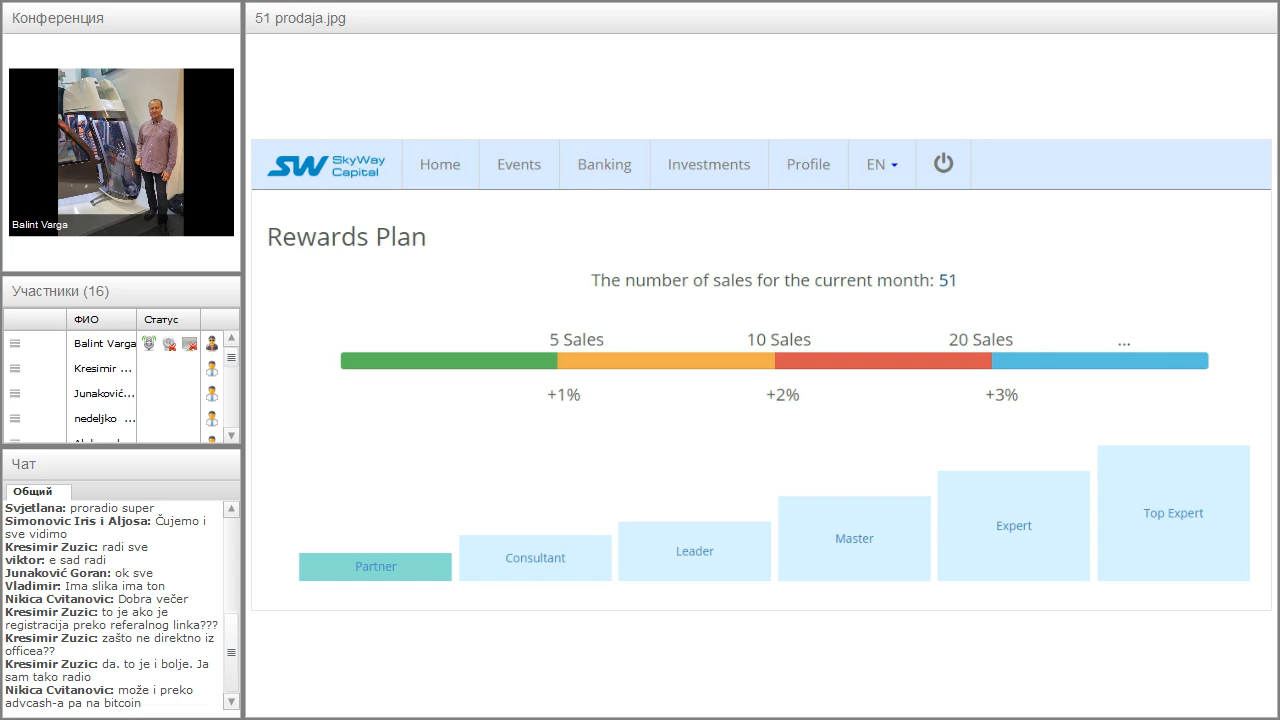 Конференция
Balint Varga
Участники (16)
ФИО Статус
Balint Varga
Kresimir ...
Junaković...
nedeljko ...
Чат
Общий
Svjetlana: proradio super
Simonovic Iris i Aljosa: Čujemo i
sve vidimo
Kresimir Zuzic: radi sve
viktor: e sad radi
Junaković Goran: ok sve
Vladimir: Ima slika ima ton
Nikica Cvitanovic: Dobra večer
Kresimir Zuzic: to je ako je
registracija preko referalnog linka???
Kresimir Zuzic: zašto ne direktno iz
officea??
Kresimir Zuzic: da. to je i bolje. Ja
sam tako radio
Nikica Cvitanovic: može i preko
advcash-a pa na bitcoin
51 prodaja.jpg
SW SkyWay
Capital
Home Events Banking Investments Profile EN
Rewards Plan
The number of sales for the current month: 51
5 Sales 10 Sales 20 Sales ...
+1% +2% +3%
Partner Consultant Leader Master Expert Top Expert